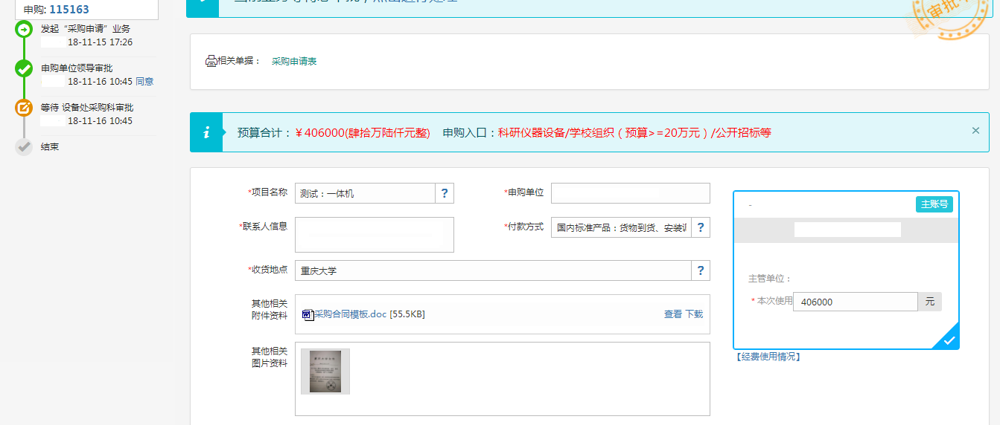 申购: 115163
发起“采购申请”业务
18-11-15 17:26
申购单位领导审批
18-11-16 10:45 同意
等待 设备处采购科审批
18-11-16 10:45
结束
相关单据： 采购申请表
预算合计：￥406000(肆拾万陆仟元整) 申购入口：科研仪器设备/学校组织（预算>=20万元）/公开招标等 ×
*项目名称 测试：一体机 ?
*申购单位
*联系人信息
*付款方式 国内标准产品：货物到货、安装 ?
*收货地点 重庆大学 ?
其他相关
附件资料
采购合同模板.doc [55.5KB] 查看 下载
其他相关
图片资料
- 主账号
主管单位：
*本次使用 406000 元
【经费使用情况】